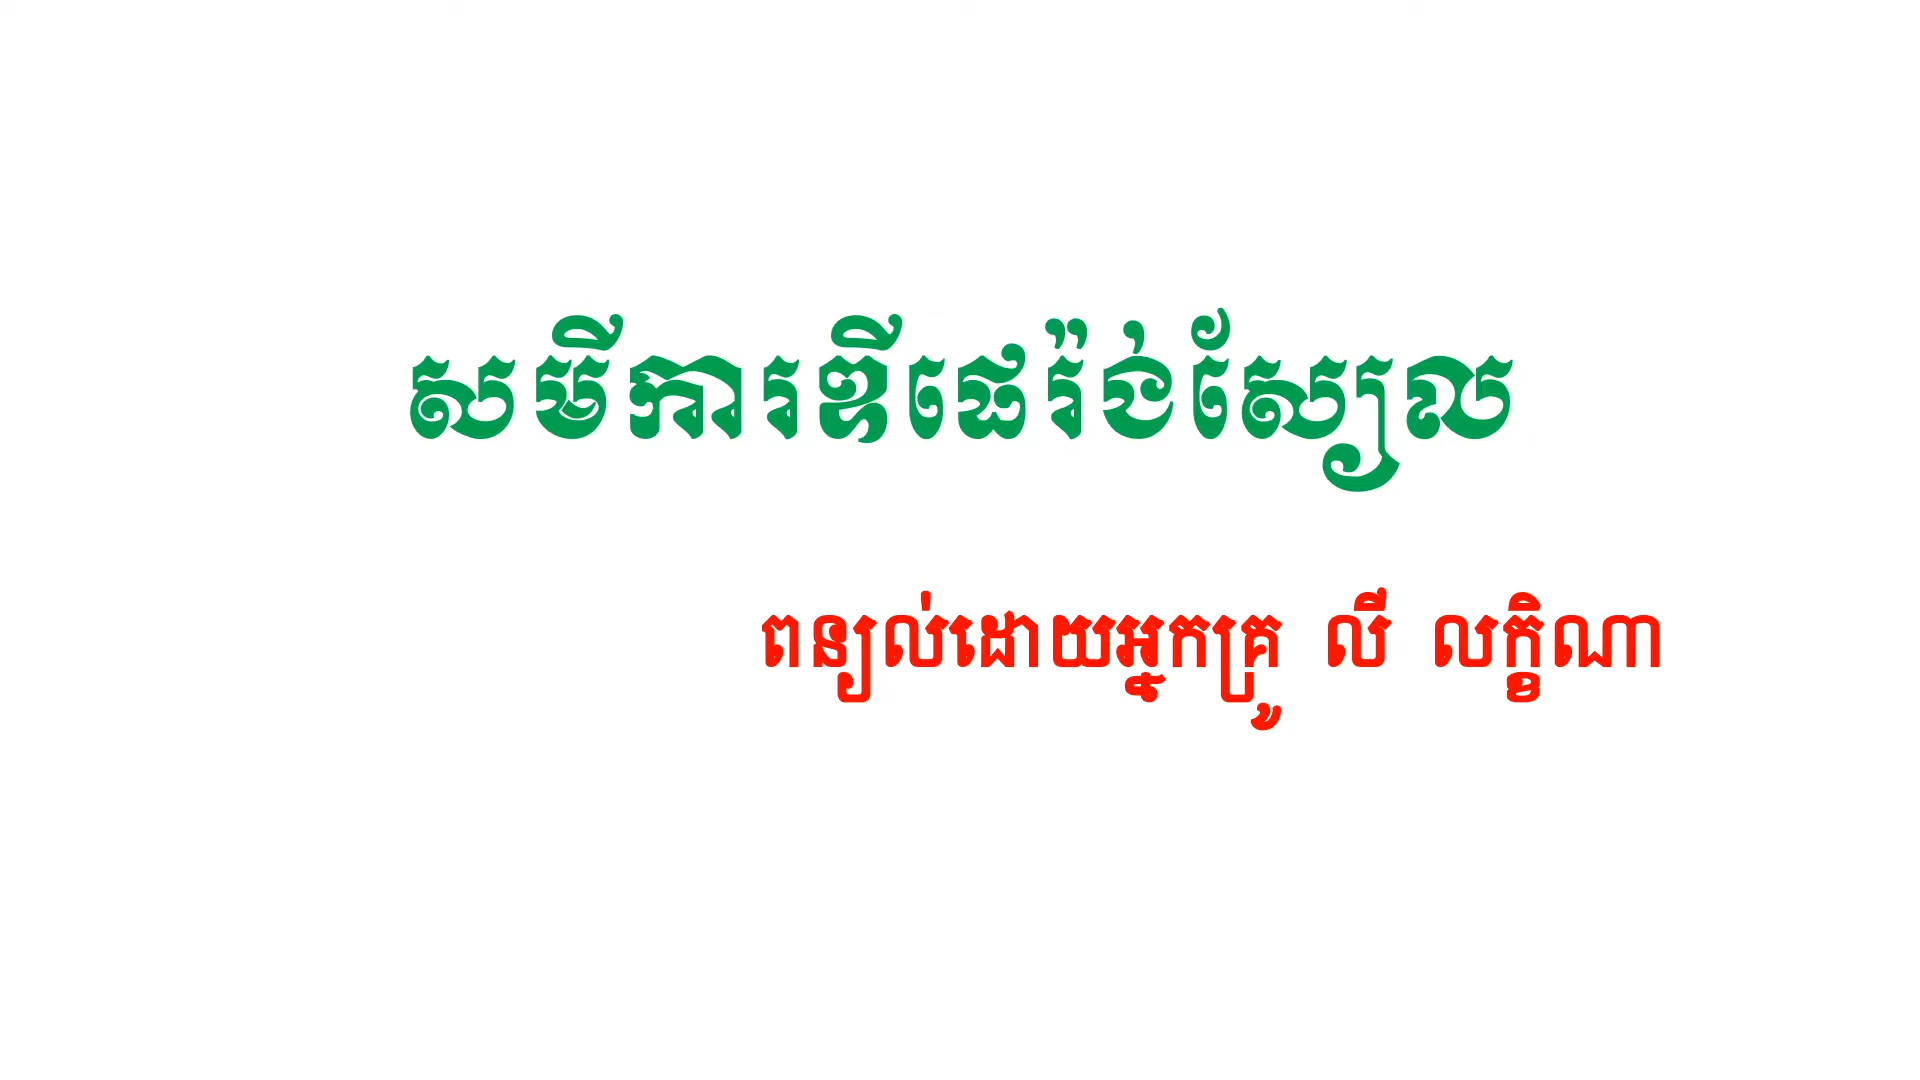 សមីការឌីផេរ៉ង់ស្យែល
ពន្យល់ដោយអ្នកគ្រូ លី លក្ខិណា